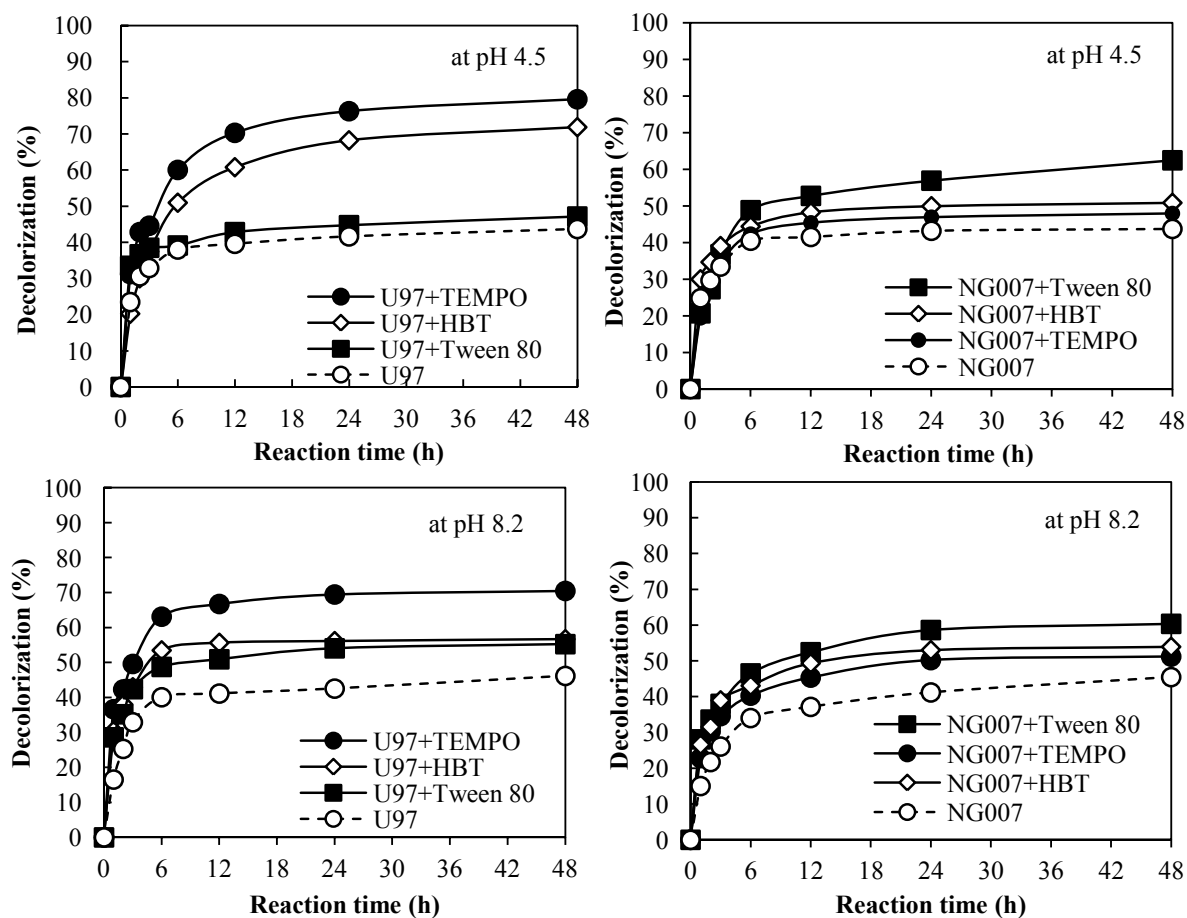 at pH 4.5
100
90
80
70
60
50
40
30
20
10
0
Decolorization (%)
U97+TEMPO
U97+HBT
U97+Tween 80
U97
0 6 12 18 24 30 36 42 48
Reaction time (h)
at pH 4.5
100
90
80
70
60
50
40
30
20
10
0
Decolorization (%)
NG007+Tween 80
NG007+HBT
NG007+TEMPO
NG007
0 6 12 18 24 30 36 42 48
Reaction time (h)
at pH 8.2
100
90
80
70
60
50
40
30
20
10
0
Decolorization (%)
U97+TEMPO
U97+HBT
U97+Tween 80
U97
0 6 12 18 24 30 36 42 48
Reaction time (h)
at pH 8.2
100
90
80
70
60
50
40
30
20
10
0
Decolorization (%)
NG007+Tween 80
NG007+TEMPO
NG007+HBT
NG007
0 6 12 18 24 30 36 42 48
Reaction time (h)